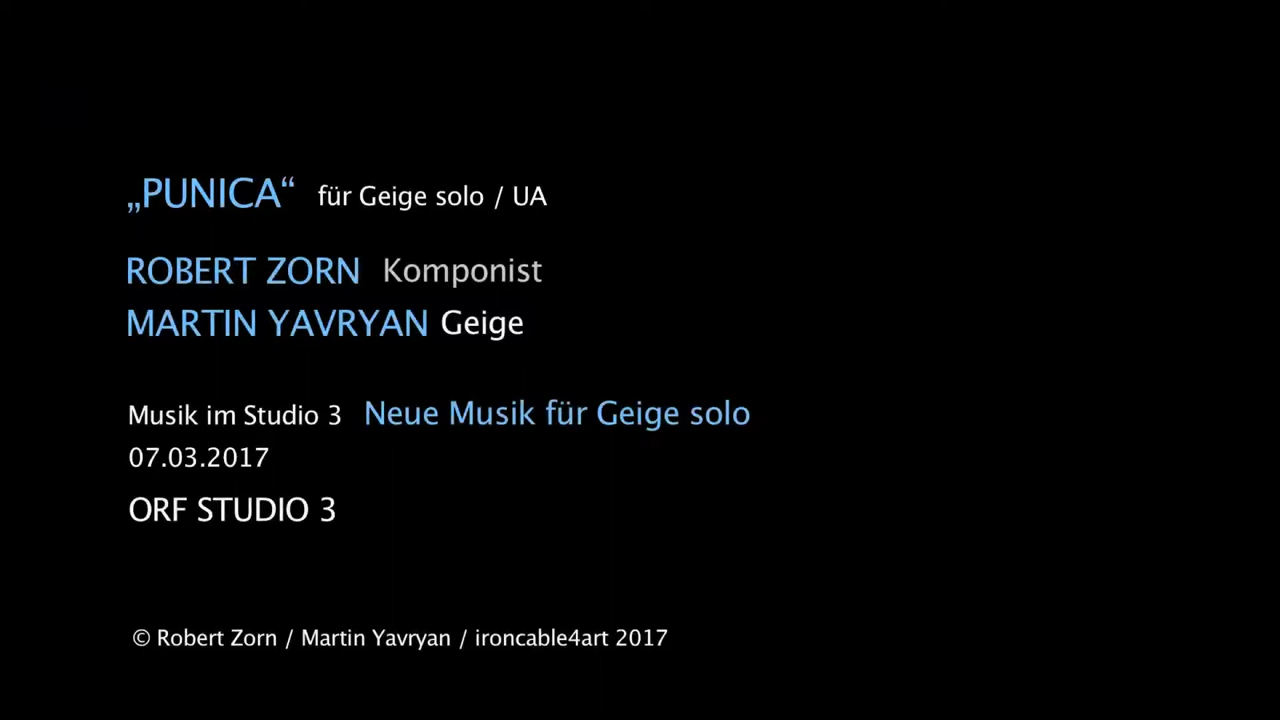 „PUNICA“ für Geige solo / UA
ROBERT ZORN Komponist
MARTIN YAVRYAN Geige
Musik im Studio 3 Neue Musik für Geige solo
07.03.2017
ORF STUDIO 3
© Robert Zorn / Martin Yavryan / ironcable4art 2017